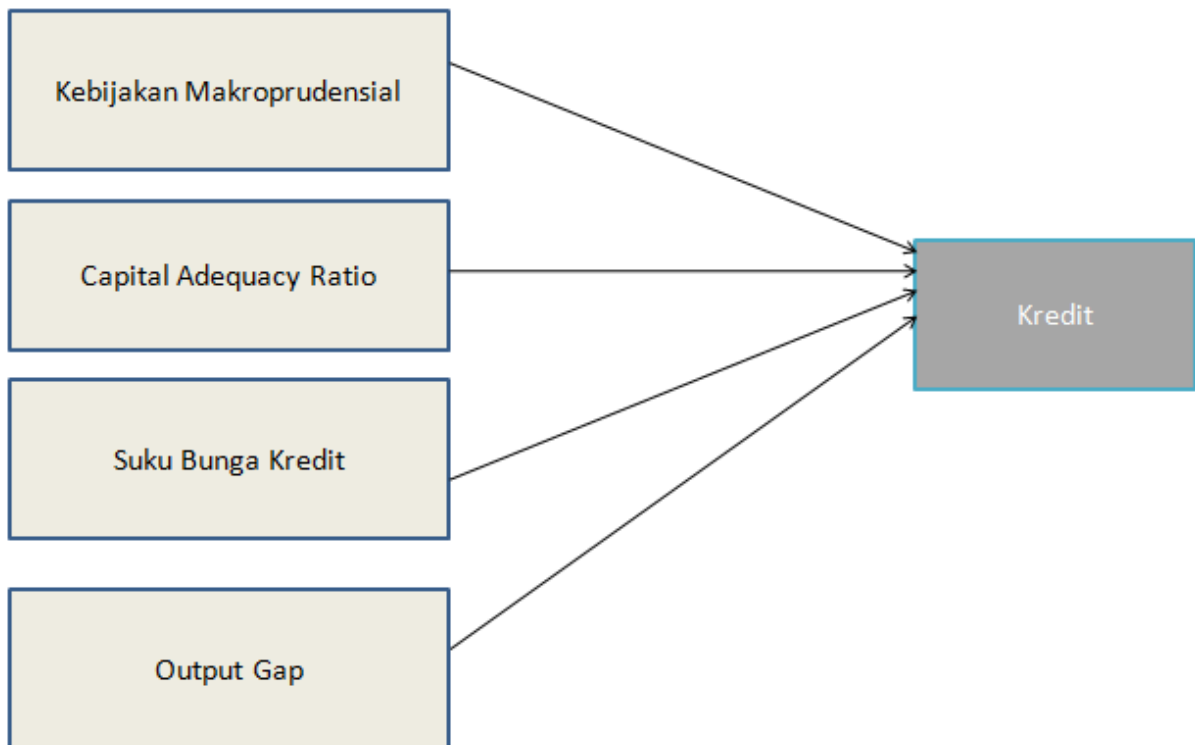 Kebijakan Makroprudensial
Capital Adequacy Ratio
Kredit
Suku Bunga Kredit
Output Gap